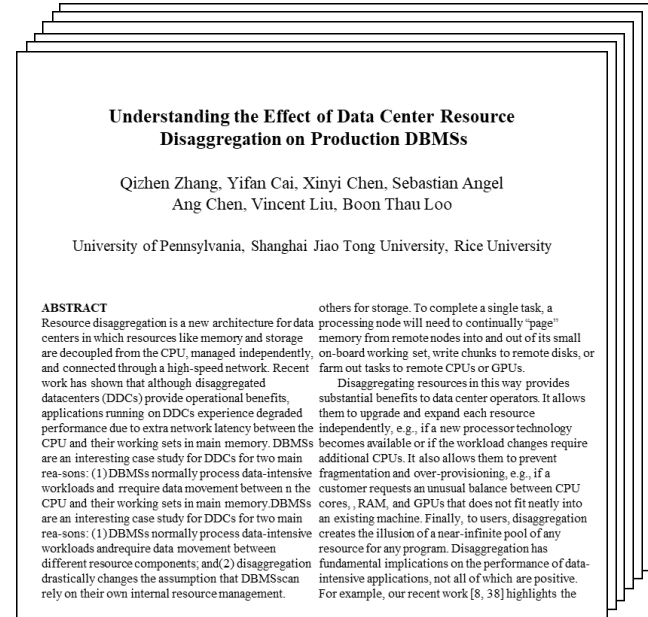 Understanding the Effect of Data Center Resource
Disaggregation on Production DBMSs
Qizhen Zhang, Yifan Cai, Xinyi Chen, Sebastian Angel
Ang Chen, Vincent Liu, Boon Thau Loo
University of Pennsylvania, Shanghai Jiao Tong University, Rice University
ABSTRACT
Resource disaggregation is a new architecture for data
centers in which resources like memory and storage
are decoupled from the CPU, managed independently,
and connected through a high-speed network. Recent
work has shown that although disaggregated
datacenters (DDCs) provide operational benefits,
applications running on DDCs experience degraded
performance due to extra network latency between the
CPU and their working sets in main memory. DBMSs
are an interesting case study for DDCs for two main
rea-sons: (1) DBMSs normally process data-intensive
workloads and rrequire data movement between n the
CPU and their working sets in main memory.DBMSs
are an interesting case study for DDCs for two main
rea-sons: (1) DBMSs normally process data-intensive
workloads andrequire data movement between
different resource components; and(2) disaggregation
drastically changes the assumption that DBMSscan
rely on their own internal resource management.
others for storage. To complete a single task, a
processing node will need to continually “page”
memory from remote nodes into and out of its small
on-board working set, write chunks to remote disks, or
farm out tasks to remote CPUs or GPUs.
Disaggregating resources in this way provides
substantial benefits to data center operators. It allows
them to upgrade and expand each resource
independently, e.g., if a new processor technology
becomes available or if the workload changes require
additional CPUs. It also allows them to prevent
fragmentation and over-provisioning, e.g., if a
customer requests an unusual balance between CPU
cores, , RAM, and GPUs that does not fit neatly into
an existing machine. Finally, to users, disaggregation
creates the illusion of a near-infinite pool of any
resource for any program. Disaggregation has
fundamental implications on the performance of data-
intensive applications, not all of which are positive.
For example, our recent work [8, 38] highlights the